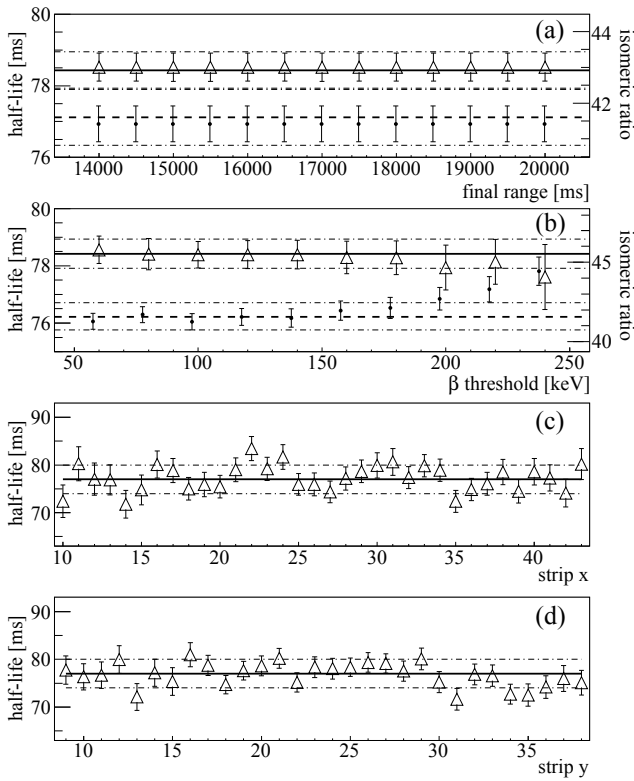 80
(a)
44
half-life [ms]
78
isomeric ratio
42
76
14000 15000 16000 17000 18000 19000 20000
final range [ms]
80
(b)
half-life [ms]
78
45
isomeric ratio
76
40
50 100 150 200 250
β threshold [keV]
90
(c)
half-life [ms]
80
70
10 15 20 25 30 35 40
strip x
90
(d)
half-life [ms]
80
70
10 15 20 25 30 35
strip y